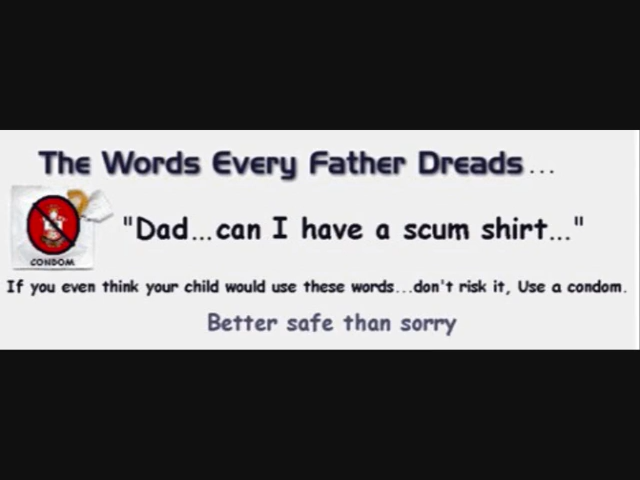 The Words Every Father Dreads...
"Dad...can I have a scum shirt..."
CONDOM
If you even think your child would use these words...don't risk it, Use a condom.
Better safe than sorry